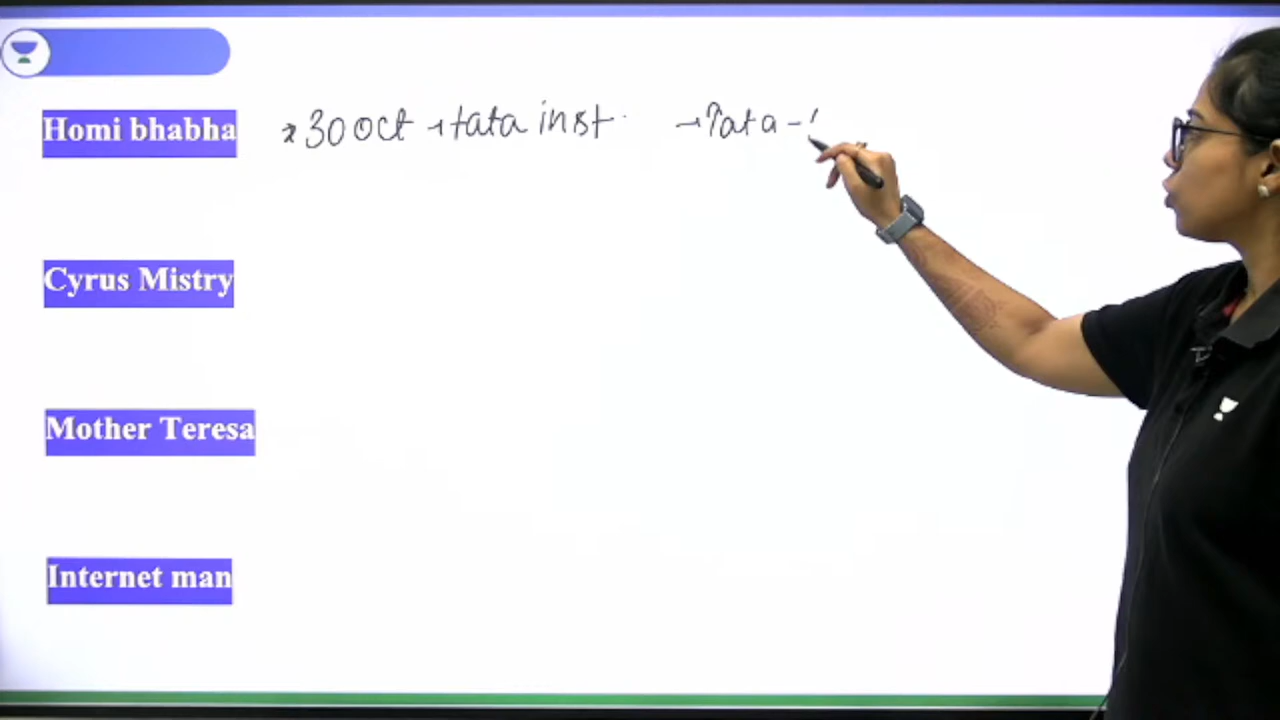 Homi bhabha → 30 Oct → tata inst. → Tata -
Cyrus Mistry
Mother Teresa
Internet man